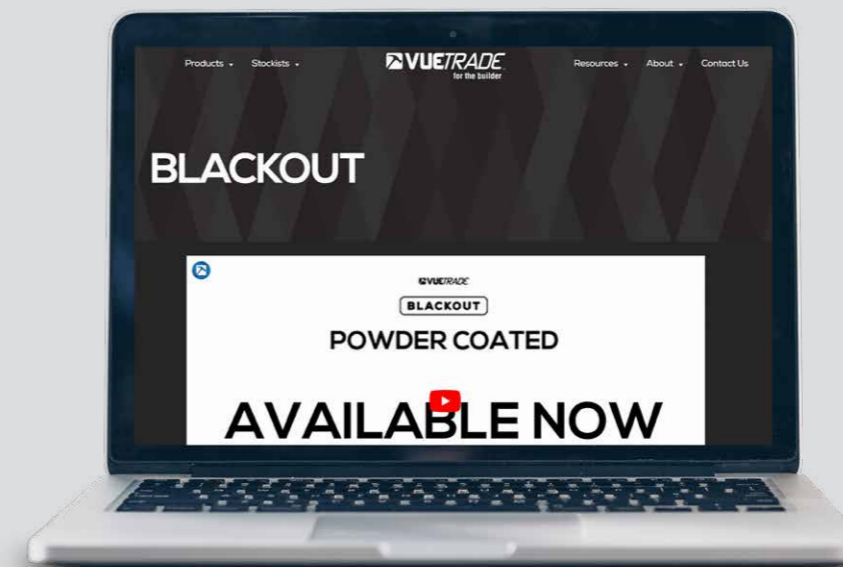 Products
Stockists
VUETRADE
for the builder
Resources
About
Contact Us
BLACKOUT
VUETRADE
BLACKOUT
POWDER COATED
AVAILABLE NOW